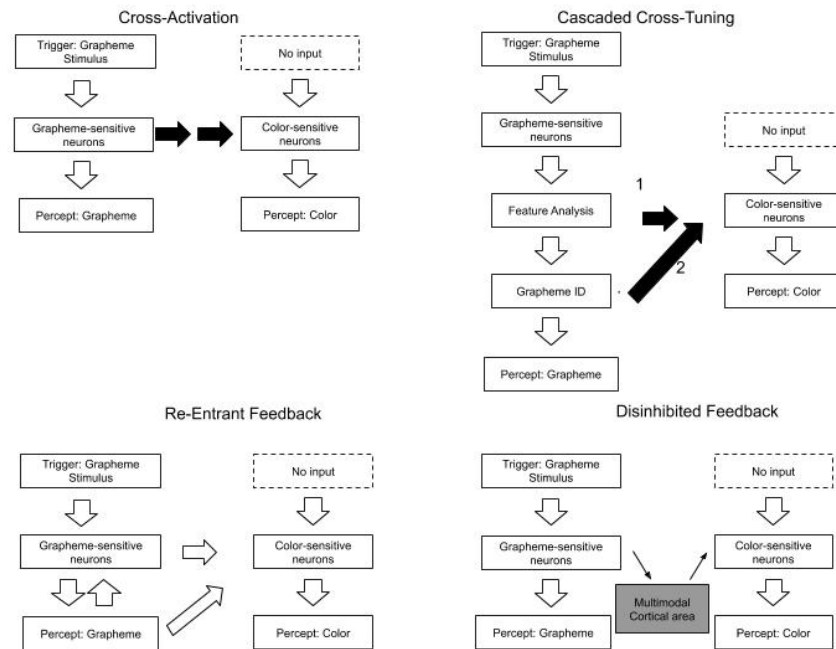 Cross-Activation
Trigger: Grapheme
Stimulus
No input
Grapheme-sensitive
neurons
Color-sensitive
neurons
Percept: Grapheme
Percept: Color
Cascaded Cross-Tuning
Trigger: Grapheme
Stimulus
Grapheme-sensitive
neurons
No input
1
Feature Analysis
Color-sensitive
neurons
2
Grapheme ID
Percept: Color
Percept: Grapheme
Re-Entrant Feedback
Trigger: Grapheme
Stimulus
No input
Grapheme-sensitive
neurons
Color-sensitive
neurons
Percept: Grapheme
Percept: Color
Disinhibited Feedback
Trigger: Grapheme
Stimulus
No input
Grapheme-sensitive
neurons
Color-sensitive
neurons
Multimodal
Cortical area
Percept: Grapheme
Percept: Color